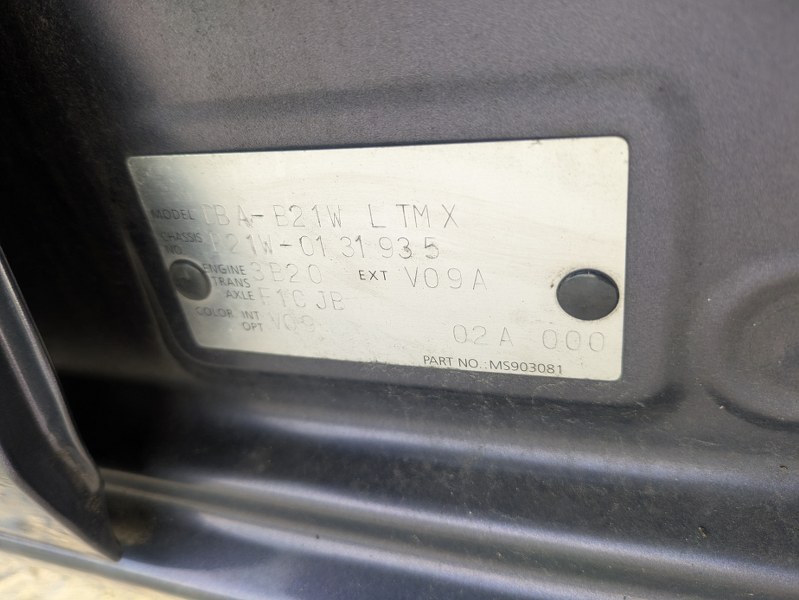 MODEL DBA-B21W LTMX
CHASSIS NO. B21W-0131935
ENGINE 3B20 EXT V09A
TRANS AXLE F1CJB
COLOR INT OPT V09 02A 000
PART NO.:MS903081